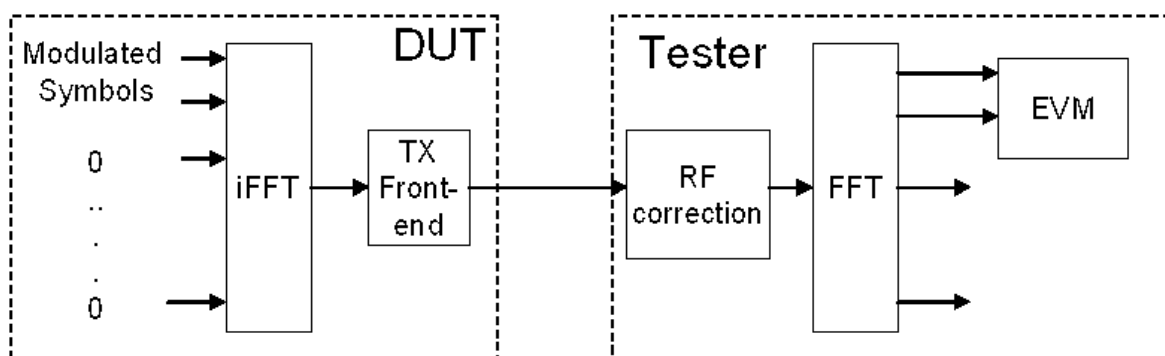 DUT
Tester
Modulated
Symbols
0
..
.
.
0
iFFT
TX
Front-
end
RF
correction
FFT
EVM